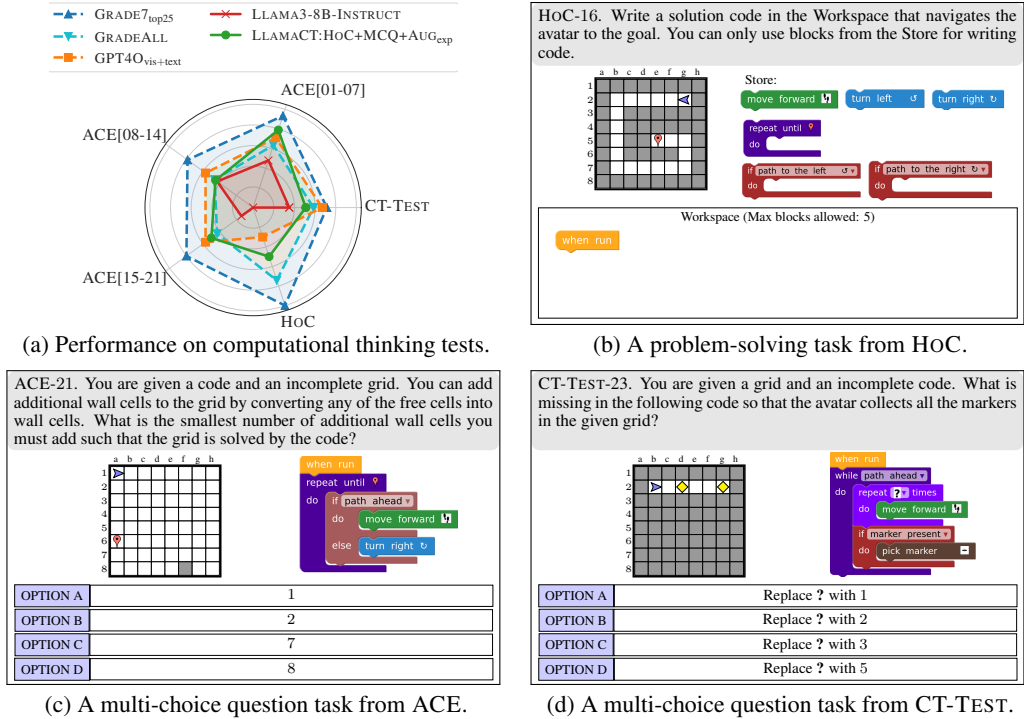 GRADE7top25
GRADEALL
GPT4Ovis+text
LLAMA3-8B-INSTRUCT
LLAMACT:HOC+MCQ+AUGexp
ACE[01-07]
ACE[08-14]
CT-TEST
ACE[15-21]
HOC
(a) Performance on computational thinking tests.
HOC-16. Write a solution code in the Workspace that navigates the
avatar to the goal. You can only use blocks from the Store for writing
code.
a b c d e f g h
1
2
3
4
5
6
7
8
Store:
move forward
turn left ↺
turn right ↻
repeat until
do
if path to the left ↺
do
if path to the right ↻
do
Workspace (Max blocks allowed: 5)
when run
(b) A problem-solving task from HOC.
ACE-21. You are given a code and an incomplete grid. You can add
additional wall cells to the grid by converting any of the free cells into
wall cells. What is the smallest number of additional wall cells you
must add such that the grid is solved by the code?
a b c d e f g h
1
2
3
4
5
6
7
8
when run
repeat until
do if path ahead
do move forward
else turn right ↻
OPTION A 1
OPTION B 2
OPTION C 7
OPTION D 8
(c) A multi-choice question task from ACE.
CT-TEST-23. You are given a grid and an incomplete code. What is
missing in the following code so that the avatar collects all the markers
in the given grid?
a b c d e f g h
1
2
3
4
5
6
7
8
when run
while path ahead
do repeat ? times
do move forward
if marker present
do pick marker
OPTION A Replace ? with 1
OPTION B Replace ? with 2
OPTION C Replace ? with 3
OPTION D Replace ? with 5
(d) A multi-choice question task from CT-TEST.